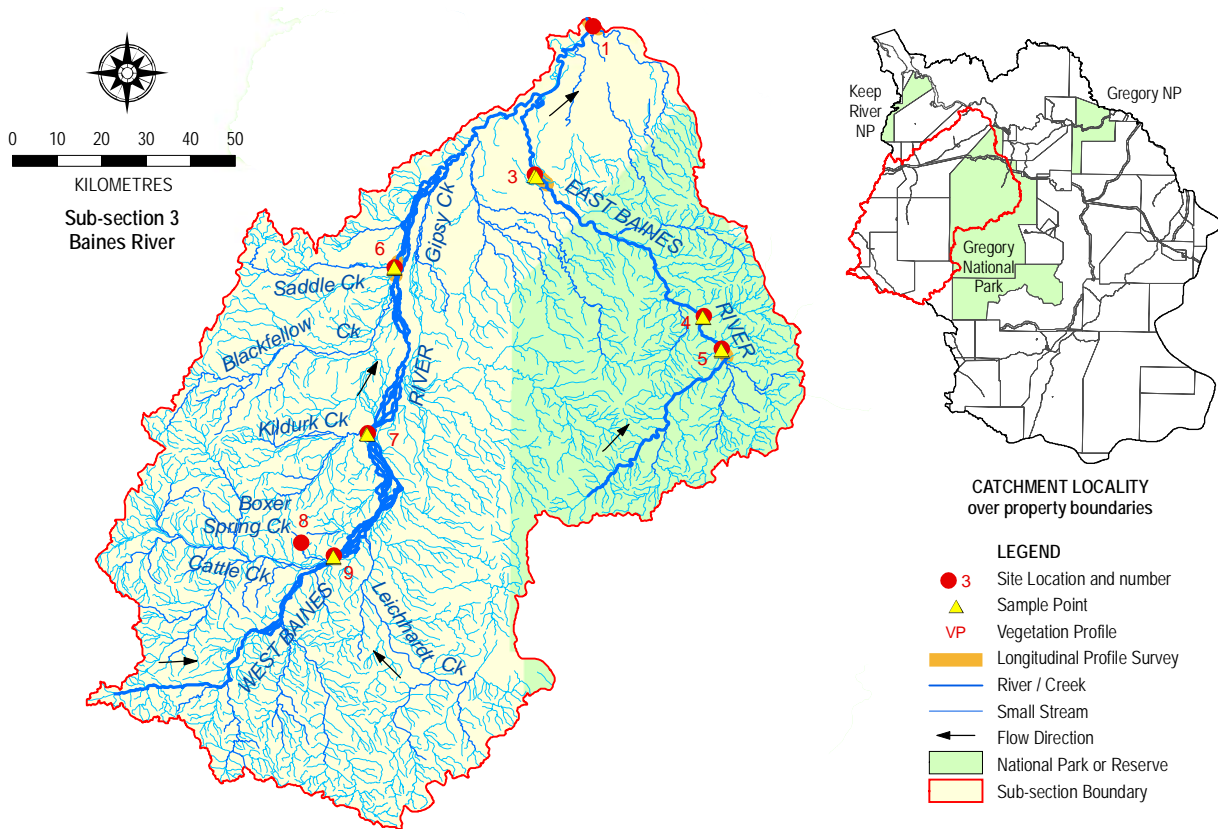 0 10 20 30 40 50
KILOMETRES
Sub-section 3
Baines River
1
3
EAST BAINES
RIVER
4
5
Gipsy Ck
6
Saddle Ck
Blackfellow
Ck
RIVER
Kildurk Ck
7
Boxer
Spring Ck
8
Cattle Ck
9
WEST BAINES
Leichhardt
Ck
Keep
River
NP
Gregory NP
Gregory
National
Park
CATCHMENT LOCALITY
over property boundaries
LEGEND
3 Site Location and number
Sample Point
VP Vegetation Profile
Longitudinal Profile Survey
River / Creek
Small Stream
Flow Direction
National Park or Reserve
Sub-section Boundary